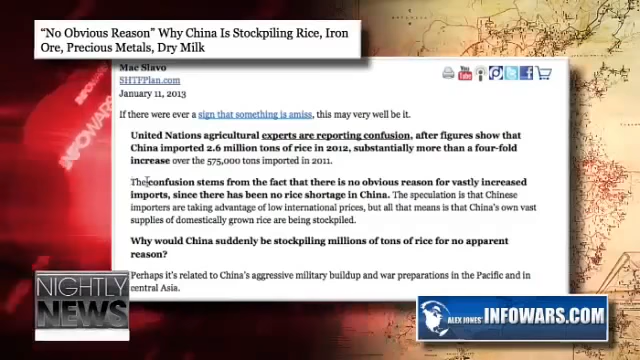 "No Obvious Reason" Why China Is Stockpiling Rice, Iron
Ore, Precious Metals, Dry Milk
Mac Slavo
SHTFPlan.com
January 11, 2013
You
Tube
If there were ever a sign that something is amiss, this may very well be it.
United Nations agricultural experts are reporting confusion, after figures show that
China imported 2.6 million tons of rice in 2012, substantially more than a four-fold
increase over the 575,000 tons imported in 2011.
The confusion stems from the fact that there is no obvious reason for vastly increased
imports, since there has been no rice shortage in China. The speculation is that Chinese
importers are taking advantage of low international prices, but all that means is that China's own vast
supplies of domestically grown rice are being stockpiled.
Why would China suddenly be stockpiling millions of tons of rice for no apparent
reason?
Perhaps it's related to China's aggressive military buildup and war preparations in the Pacific and in
central Asia.
INFOWARS
NIGHTLY
NEWS
ALEX JONES' INFOWARS.COM